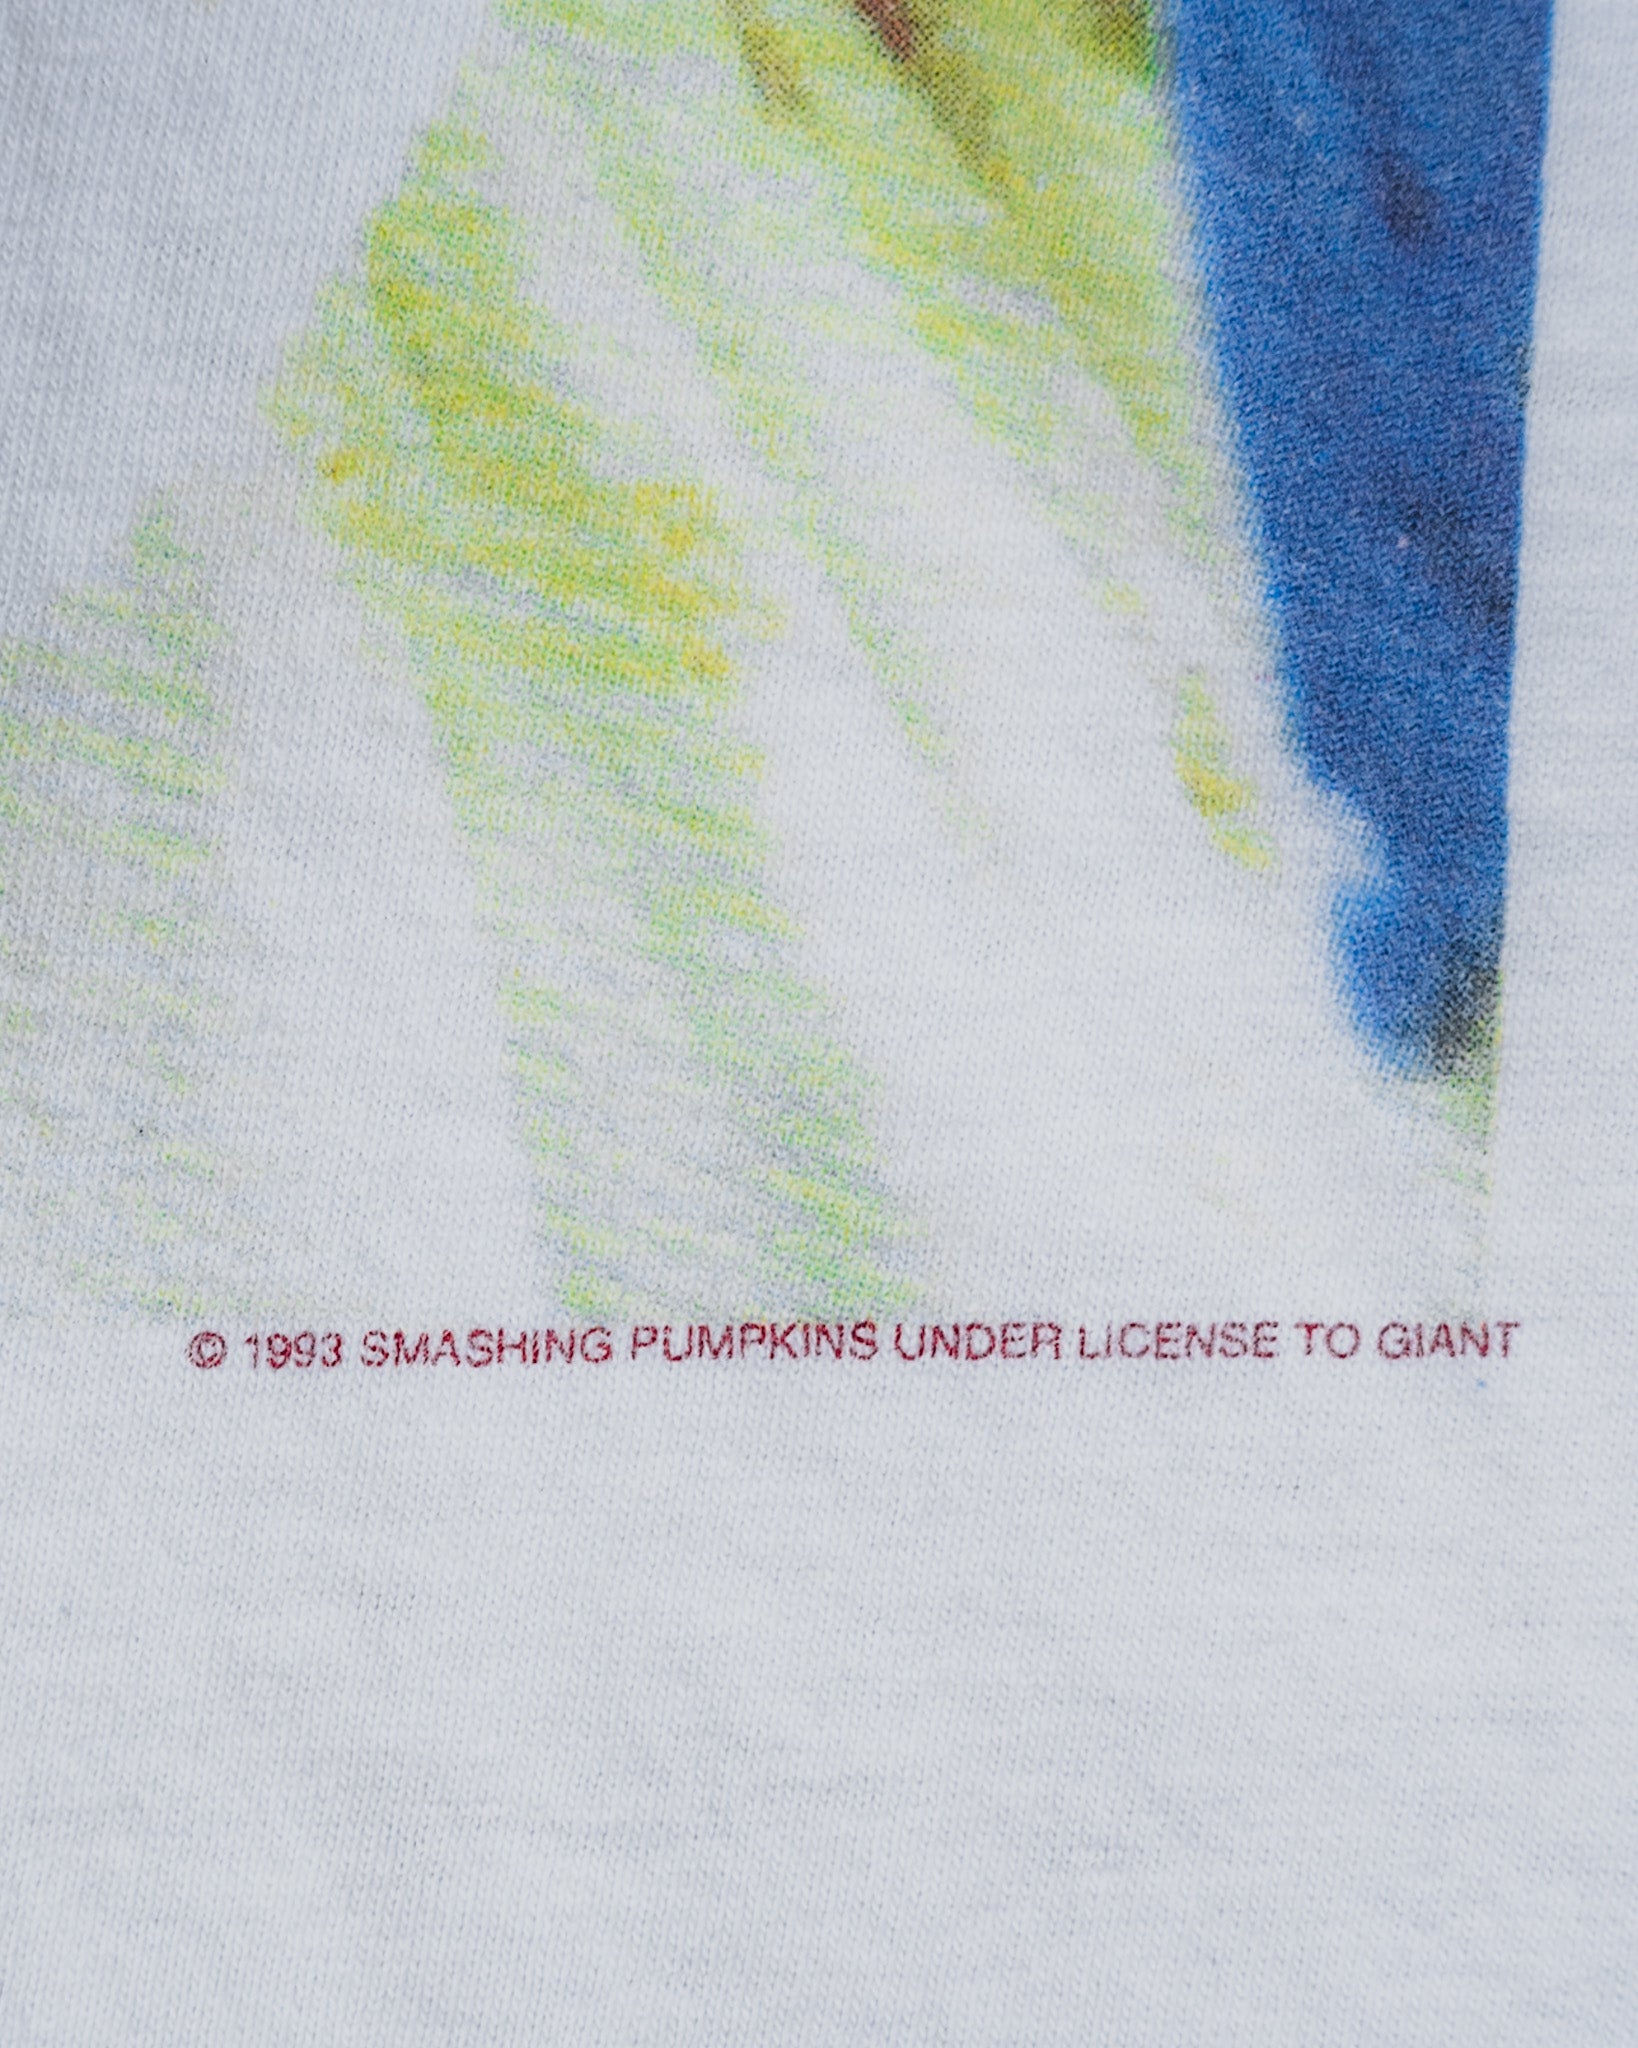 © 1993 SMASHING PUMPKINS UNDER LICENSE TO GIANT